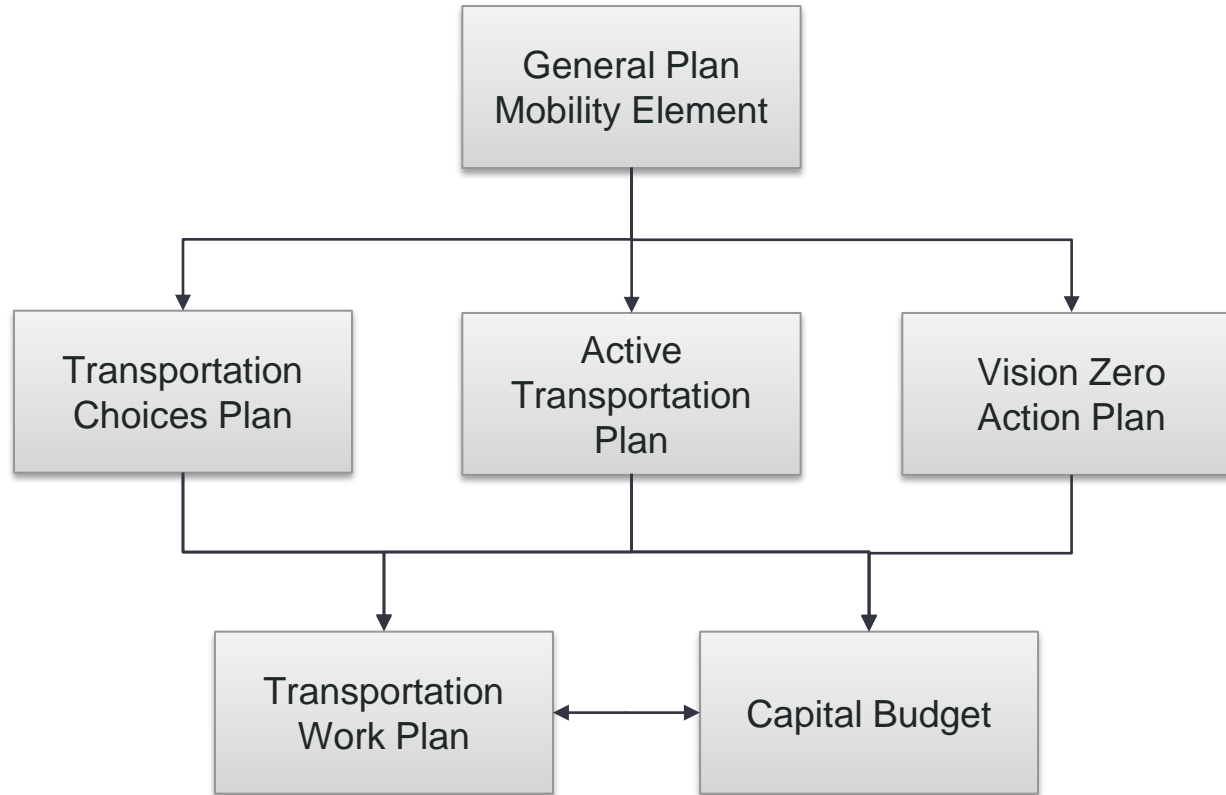 General Plan
Mobility Element
Transportation
Choices Plan
Active
Transportation
Plan
Vision Zero
Action Plan
Transportation
Work Plan
Capital Budget